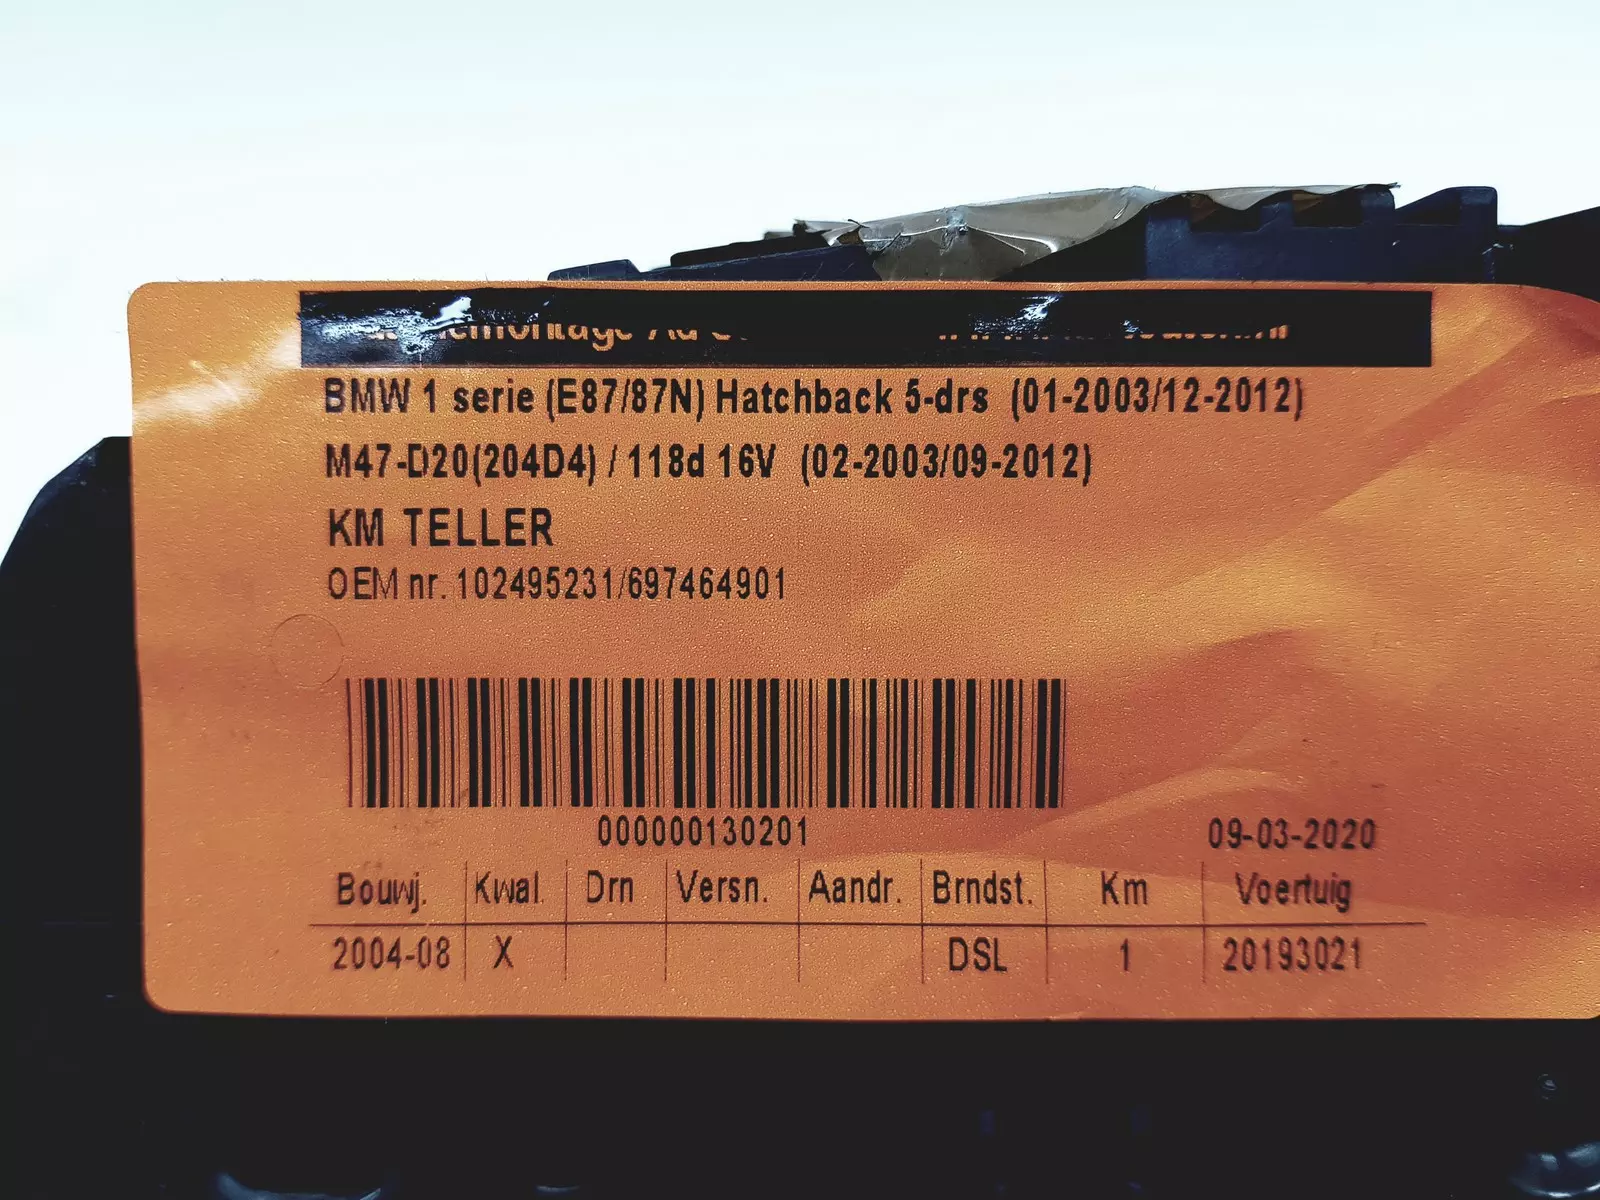 BMW 1 serie (E87/87N) Hatchback 5-drs (01-2003/12-2012)
M47-D20(204D4) / 118d 16V (02-2003/09-2012)
KM TELLER
OEM nr. 102495231/697464901
000000130201
09-03-2020
Bouwj. Kwal. Drn Versn. Aandr. Brndst. Km Voertuig
2004-08 X DSL 1 20193021